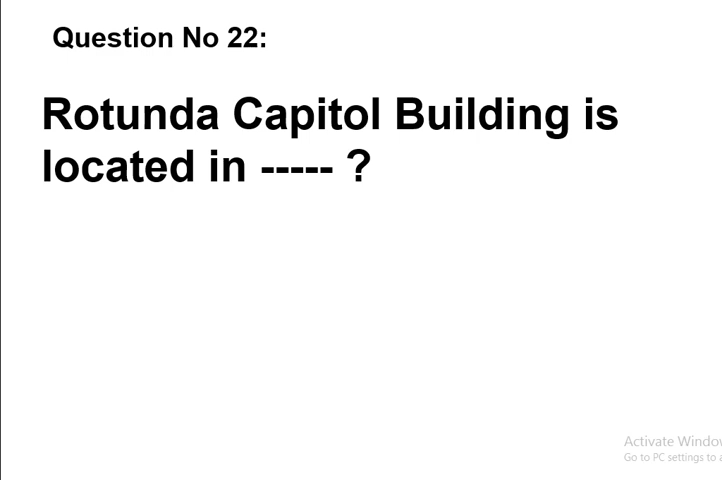 Question No 22:
Rotunda Capitol Building is
located in ----- ?
Activate Window
Go to PC settings to a